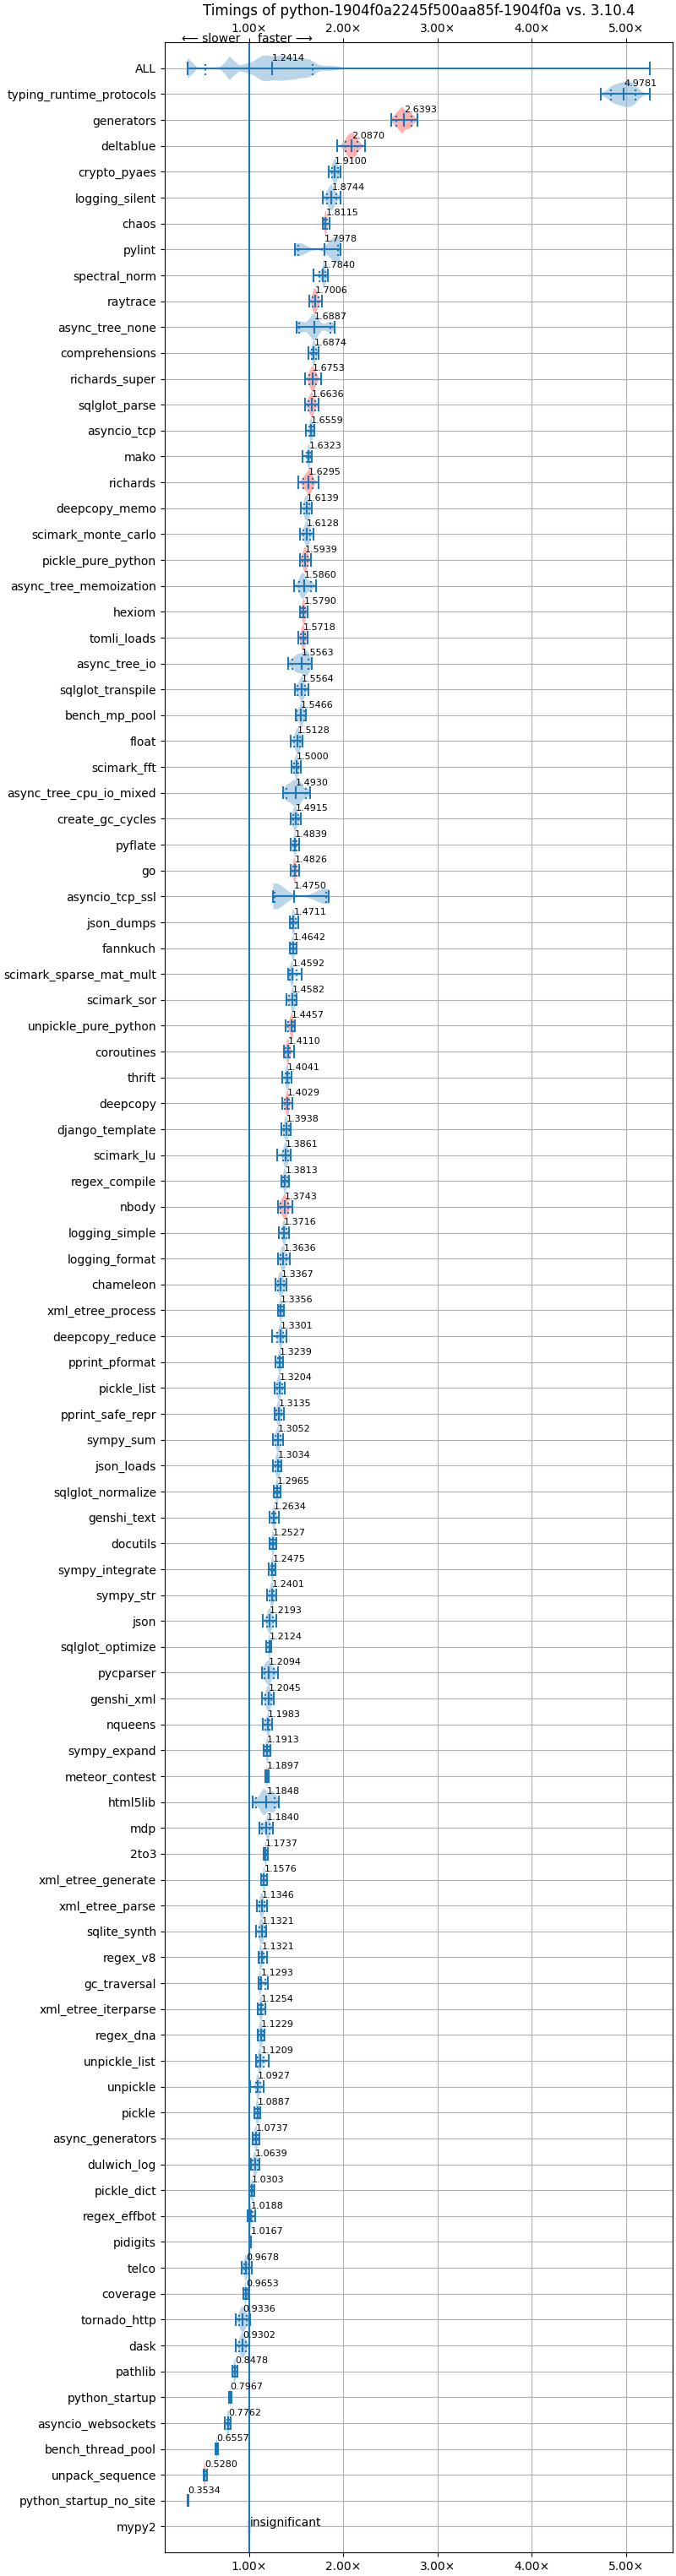 Timings of python-1904f0a2245f500aa85f-1904f0a vs. 3.10.4
1.00× 2.00× 3.00× 4.00× 5.00×
⟵ slower faster ⟶
ALL 1.2414
typing_runtime_protocols 4.9781
generators 2.6393
deltablue 2.0870
crypto_pyaes 1.9100
logging_silent 1.8744
chaos 1.8115
pylint 1.7978
spectral_norm 1.7840
raytrace 1.7006
async_tree_none 1.6887
comprehensions 1.6874
richards_super 1.6753
sqlglot_parse 1.6636
asyncio_tcp 1.6559
mako 1.6323
richards 1.6295
deepcopy_memo 1.6139
scimark_monte_carlo 1.6128
pickle_pure_python 1.5939
async_tree_memoization 1.5860
hexiom 1.5790
tomli_loads 1.5718
async_tree_io 1.5563
sqlglot_transpile 1.5564
bench_mp_pool 1.5466
float 1.5128
scimark_fft 1.5000
async_tree_cpu_io_mixed 1.4930
create_gc_cycles 1.4915
pyflate 1.4839
go 1.4826
asyncio_tcp_ssl 1.4750
json_dumps 1.4711
fannkuch 1.4642
scimark_sparse_mat_mult 1.4592
scimark_sor 1.4582
unpickle_pure_python 1.4457
coroutines 1.4110
thrift 1.4041
deepcopy 1.4029
django_template 1.3938
scimark_lu 1.3861
regex_compile 1.3813
nbody 1.3743
logging_simple 1.3716
logging_format 1.3636
chameleon 1.3367
xml_etree_process 1.3356
deepcopy_reduce 1.3301
pprint_pformat 1.3239
pickle_list 1.3204
pprint_safe_repr 1.3135
sympy_sum 1.3052
json_loads 1.3034
sqlglot_normalize 1.2965
genshi_text 1.2634
docutils 1.2527
sympy_integrate 1.2475
sympy_str 1.2401
json 1.2193
sqlglot_optimize 1.2124
pycparser 1.2094
genshi_xml 1.2045
nqueens 1.1983
sympy_expand 1.1913
meteor_contest 1.1897
html5lib 1.1848
mdp 1.1840
2to3 1.1737
xml_etree_generate 1.1576
xml_etree_parse 1.1346
sqlite_synth 1.1321
regex_v8 1.1321
gc_traversal 1.1293
xml_etree_iterparse 1.1254
regex_dna 1.1229
unpickle_list 1.1209
unpickle 1.0927
pickle 1.0887
async_generators 1.0737
dulwich_log 1.0639
pickle_dict 1.0303
regex_effbot 1.0188
pidigits 1.0167
telco 0.9678
coverage 0.9653
tornado_http 0.9336
dask 0.9302
pathlib 0.8478
python_startup 0.7967
asyncio_websockets 0.7762
bench_thread_pool 0.6557
unpack_sequence 0.5280
python_startup_no_site 0.3534
mypy2 insignificant
1.00× 2.00× 3.00× 4.00× 5.00×